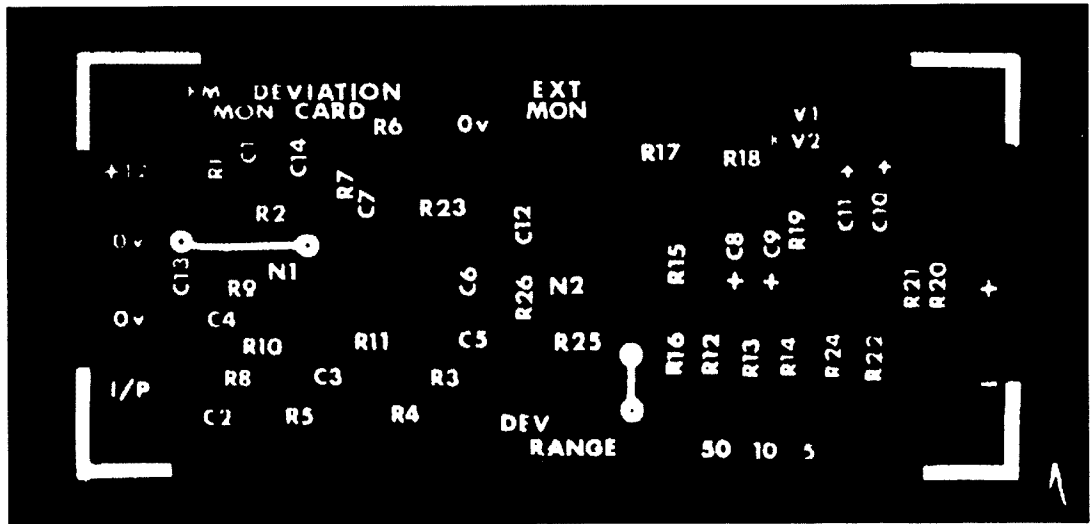 FM DEVIATION
MON CARD
EXT
MON
R6
0v
V1
V2
R17
R18
+12
R1
C1
C14
R7
C7
R2
R23
C12
C11
C10
+
+
0v
C13
N1
R9
C6
R26
N2
R15
C8
+
C9
+
R19
R21
R20
+
0v
C4
R10
R11
C5
R25
R16
R12
R13
R14
R24
R22
I/P
R8
C3
R3
–
C2
R5
R4
DEV
RANGE
50
10
5